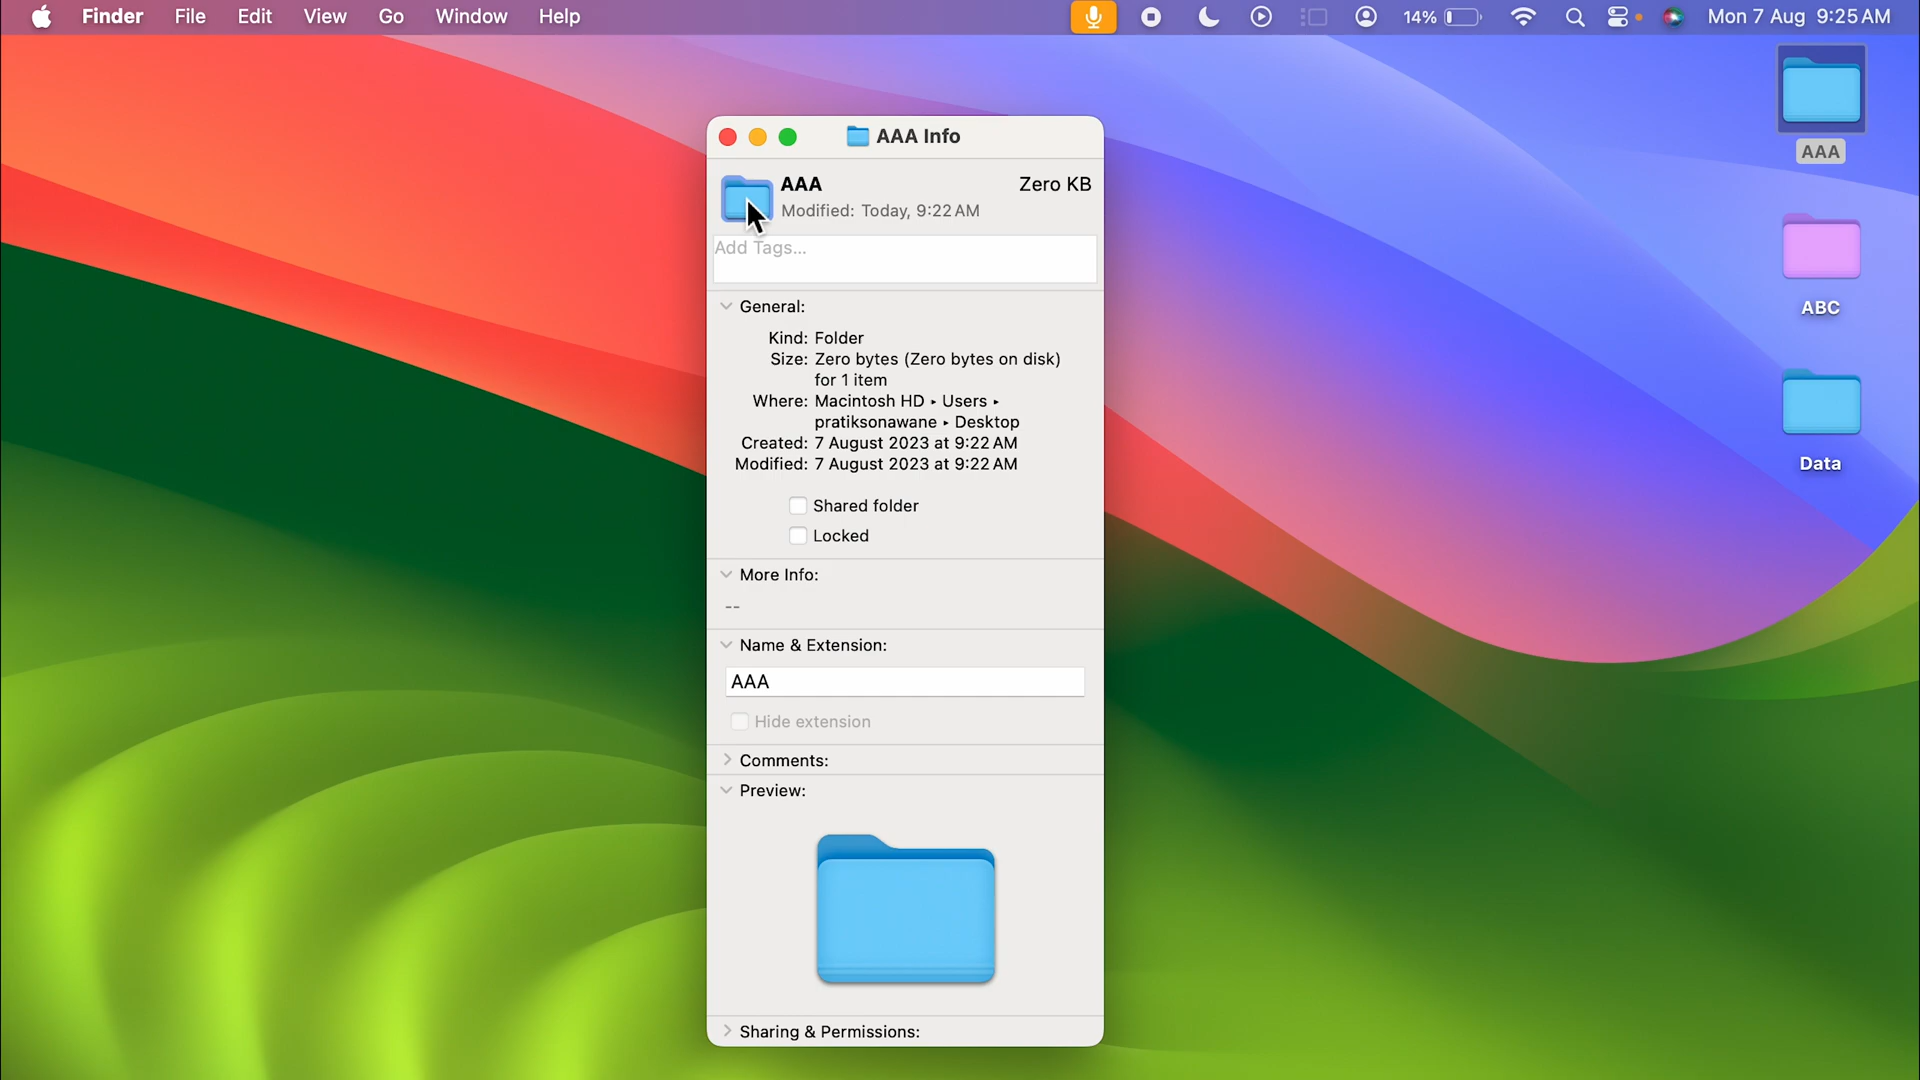 Finder File Edit View Go Window Help 14% Mon 7 Aug 9:25 AM
AAA Info
AAA Zero KB
Modified: Today, 9:22 AM
Add Tags...
General:
Kind: Folder
Size: Zero bytes (Zero bytes on disk)
for 1 item
Where: Macintosh HD ▸ Users ▸
pratiksonawane ▸ Desktop
Created: 7 August 2023 at 9:22 AM
Modified: 7 August 2023 at 9:22 AM
Shared folder
Locked
More Info:
--
Name & Extension:
AAA
Hide extension
Comments:
Preview:
Sharing & Permissions:
AAA
ABC
Data